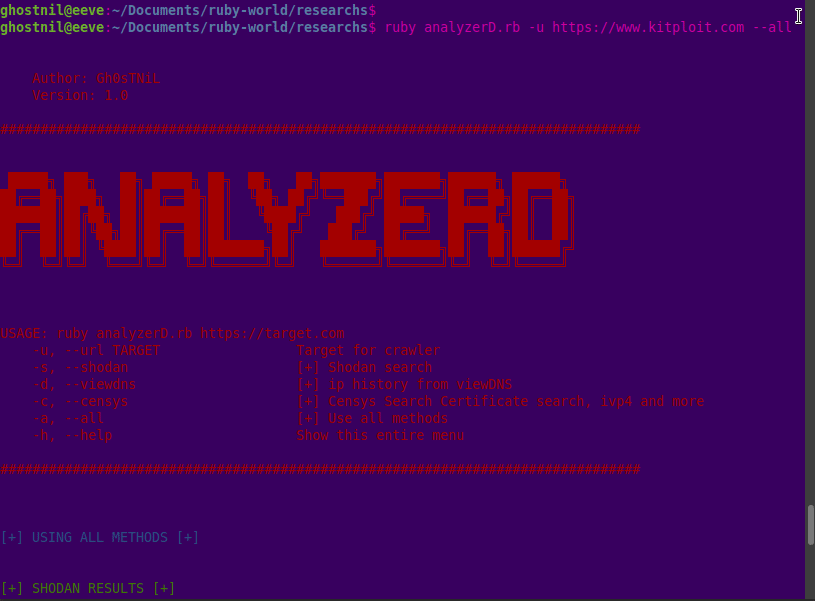 ghostnil@eeve:~/Documents/ruby-world/researchs$
ghostnil@eeve:~/Documents/ruby-world/researchs$ ruby analyzerD.rb -u https://www.kitploit.com --all
Author: Gh0sTNiL
Version: 1.0
################################################################################
ANALYZERD
USAGE: ruby analyzerD.rb https://target.com
-u, --url TARGET Target for crawler
-s, --shodan [+] Shodan search
-d, --viewdns [+] ip history from viewDNS
-c, --censys [+] Censys Search Certificate search, ivp4 and more
-a, --all [+] Use all methods
-h, --help Show this entire menu
################################################################################
[+] USING ALL METHODS [+]
[+] SHODAN RESULTS [+]